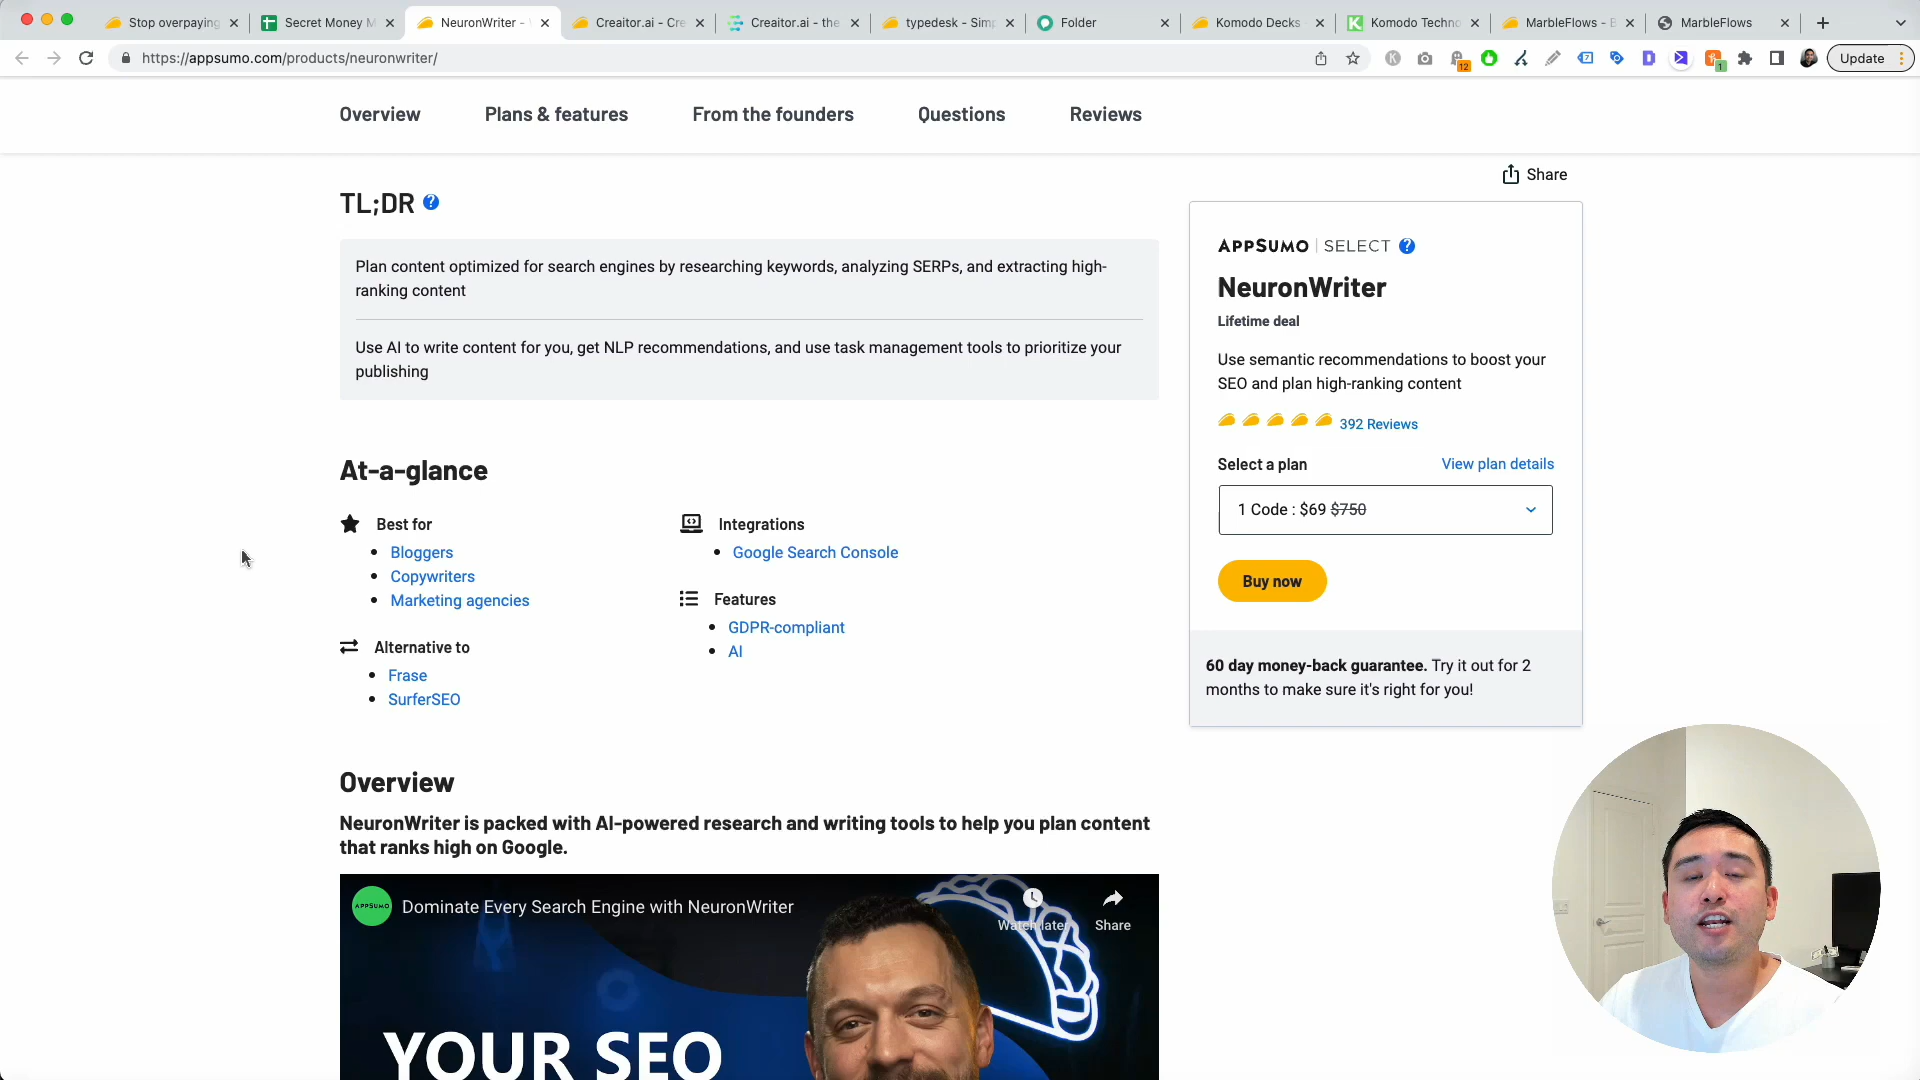 Stop overpaying
Secret Money M
NeuronWriter -
Creaitor.ai - Cre
Creaitor.ai - the
typedesk - Simp
Folder
Komodo Decks
Komodo Techno
MarbleFlows - E
MarbleFlows
https://appsumo.com/products/neuronwriter/
12
1
Update
Overview
Plans & features
From the founders
Questions
Reviews
Share
TL;DR ?
Plan content optimized for search engines by researching keywords, analyzing SERPs, and extracting high-
ranking content
Use AI to write content for you, get NLP recommendations, and use task management tools to prioritize your
publishing
At-a-glance
Best for
Bloggers
Copywriters
Marketing agencies
Alternative to
Frase
SurferSEO
Integrations
Google Search Console
Features
GDPR-compliant
AI
APPSUMO | SELECT ?
NeuronWriter
Lifetime deal
Use semantic recommendations to boost your
SEO and plan high-ranking content
392 Reviews
Select a plan
View plan details
1 Code : $69 $750
Buy now
60 day money-back guarantee. Try it out for 2
months to make sure it's right for you!
Overview
NeuronWriter is packed with AI-powered research and writing tools to help you plan content
that ranks high on Google.
APPSUMO
Dominate Every Search Engine with NeuronWriter
Watch later
Share
YOUR SEO